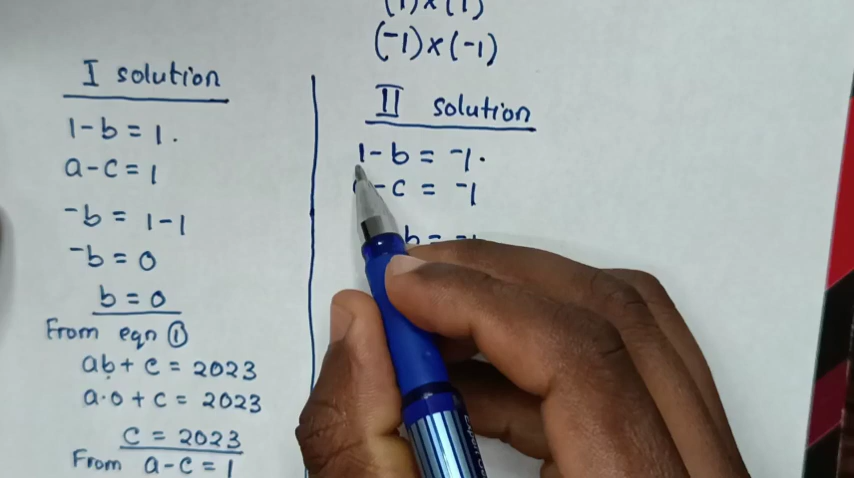 (1)×(1)
(-1)×(-1)
I solution
1-b = 1.
a-c = 1
-b = 1-1
-b = 0
b = 0
From eqn ①
ab + c = 2023
a.0 + c = 2023
c = 2023
From a-c = 1
II solution
1-b = -1.
-c = -1
b = -1